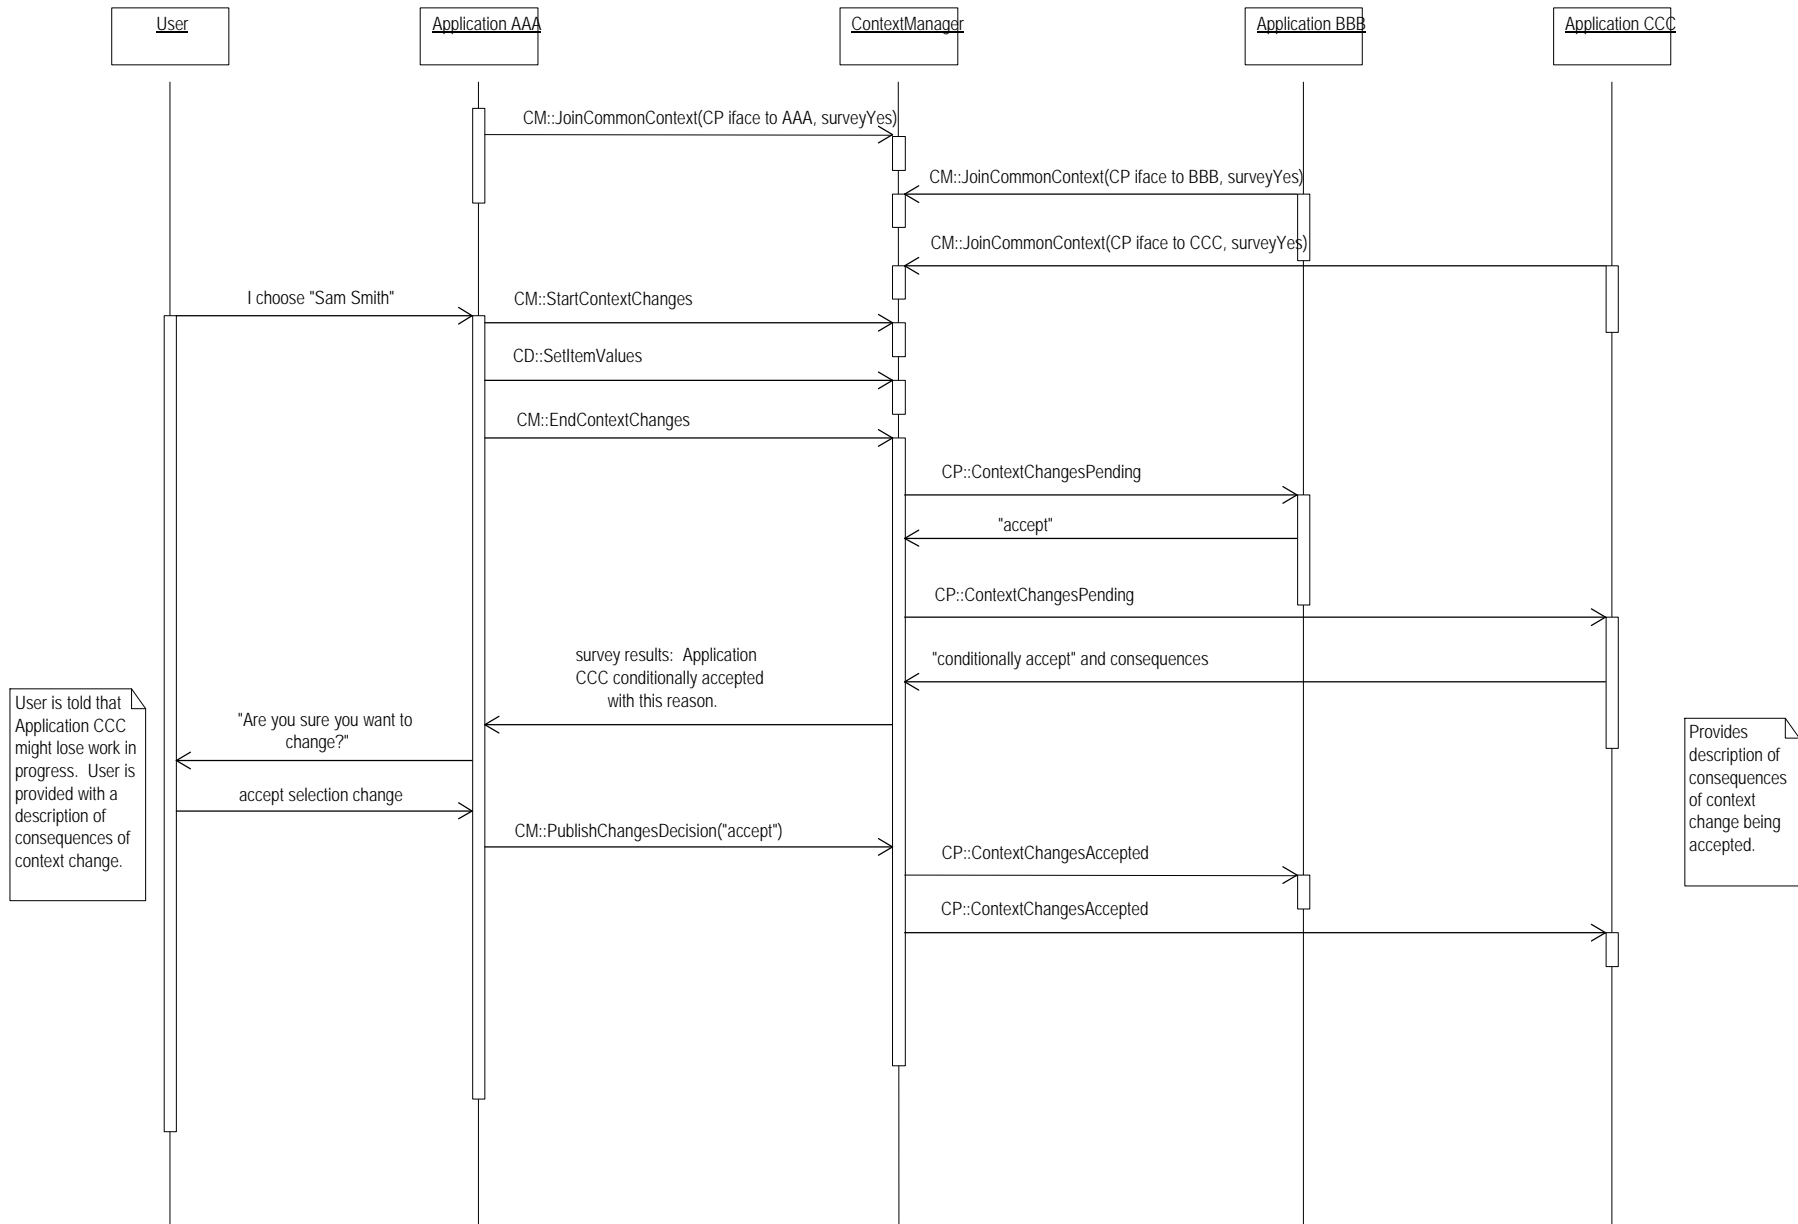 User
Application AAA
ContextManager
Application BBB
Application CCC
CM::JoinCommonContext(CP iface to AAA, surveyYes)
CM::JoinCommonContext(CP iface to BBB, surveyYes)
CM::JoinCommonContext(CP iface to CCC, surveyYes)
I choose "Sam Smith"
CM::StartContextChanges
CD::SetItemValues
CM::EndContextChanges
CP::ContextChangesPending
"accept"
CP::ContextChangesPending
survey results:  Application
CCC conditionally accepted
with this reason.
"conditionally accept" and consequences
User is told that
Application CCC
might lose work in
progress.  User is
provided with a
description of
consequences of
context change.
"Are you sure you want to
change?"
Provides
description of
consequences
of context
change being
accepted.
accept selection change
CM::PublishChangesDecision("accept")
CP::ContextChangesAccepted
CP::ContextChangesAccepted